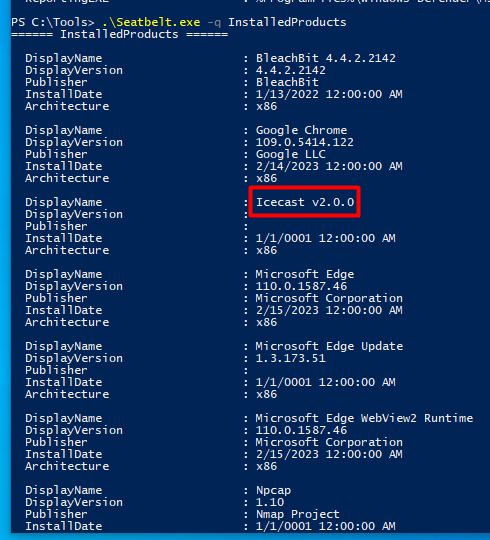 PS C:\Tools> .\Seatbelt.exe -q InstalledProducts
====== InstalledProducts ======
DisplayName : BleachBit 4.4.2.2142
DisplayVersion : 4.4.2.2142
Publisher : BleachBit
InstallDate : 1/13/2022 12:00:00 AM
Architecture : x86
DisplayName : Google Chrome
DisplayVersion : 109.0.5414.122
Publisher : Google LLC
InstallDate : 2/14/2023 12:00:00 AM
Architecture : x86
DisplayName : Icecast v2.0.0
DisplayVersion :
Publisher :
InstallDate : 1/1/0001 12:00:00 AM
Architecture : x86
DisplayName : Microsoft Edge
DisplayVersion : 110.0.1587.46
Publisher : Microsoft Corporation
InstallDate : 2/15/2023 12:00:00 AM
Architecture : x86
DisplayName : Microsoft Edge Update
DisplayVersion : 1.3.173.51
Publisher :
InstallDate : 1/1/0001 12:00:00 AM
Architecture : x86
DisplayName : Microsoft Edge WebView2 Runtime
DisplayVersion : 110.0.1587.46
Publisher : Microsoft Corporation
InstallDate : 2/15/2023 12:00:00 AM
Architecture : x86
DisplayName : Npcap
DisplayVersion : 1.10
Publisher : Nmap Project
InstallDate : 1/1/0001 12:00:00 AM